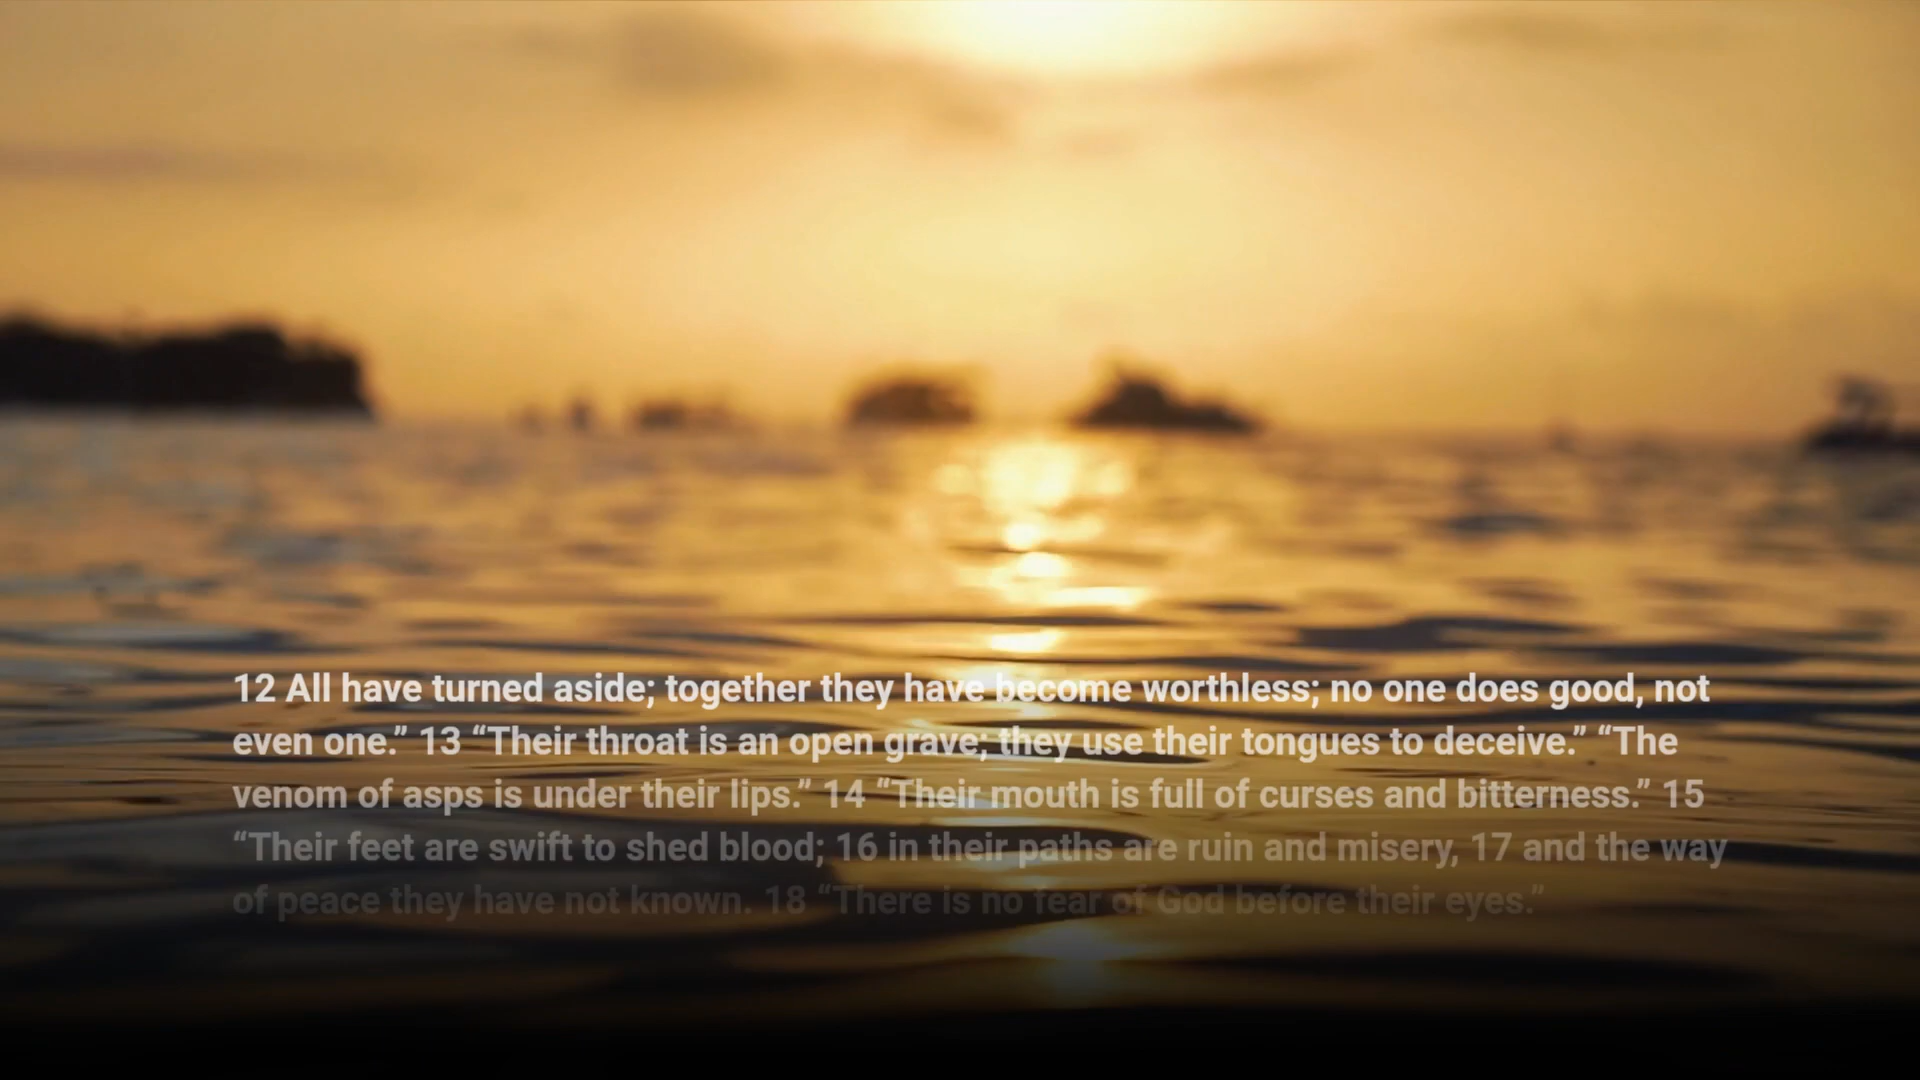 12 All have turned aside; together they have become worthless; no one does good, not
even one.” 13 “Their throat is an open grave; they use their tongues to deceive.” “The
venom of asps is under their lips.” 14 “Their mouth is full of curses and bitterness.” 15
“Their feet are swift to shed blood; 16 in their paths are ruin and misery, 17 and the way
of peace they have not known. 18 “There is no fear of God before their eyes.”